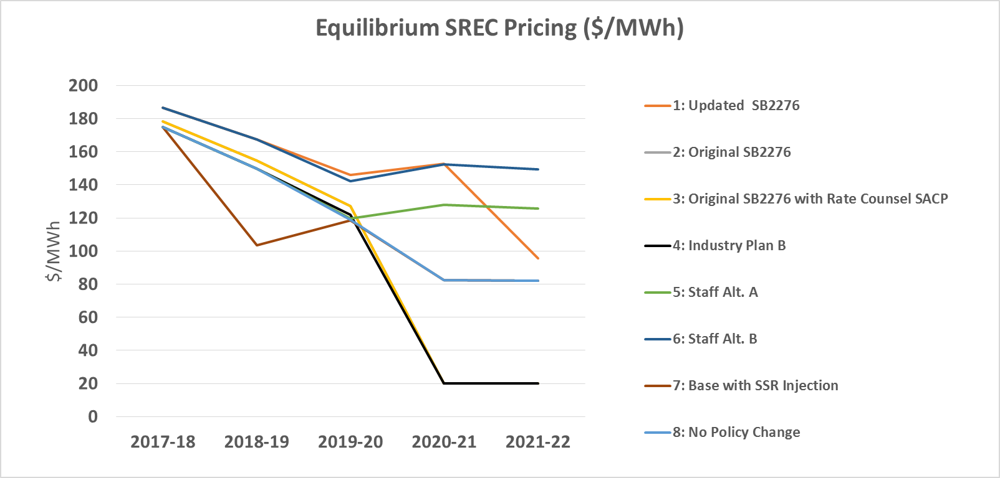 Equilibrium SREC Pricing ($/MWh)
200
180
160
140
120
100
80
60
40
20
0
$/MWh
2017-18 2018-19 2019-20 2020-21 2021-22
1: Updated  SB2276
2: Original SB2276
3: Original SB2276 with Rate Counsel SACP
4: Industry Plan B
5: Staff Alt. A
6: Staff Alt. B
7: Base with SSR Injection
8: No Policy Change